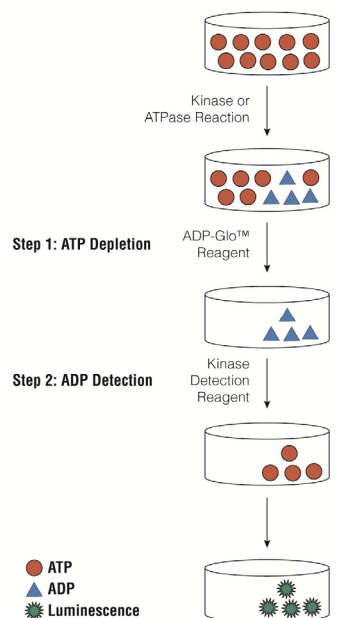 Kinase or
ATPase Reaction
Step 1: ATP Depletion
ADP-Glo™
Reagent
Step 2: ADP Detection
Kinase
Detection
Reagent
ATP
ADP
Luminescence